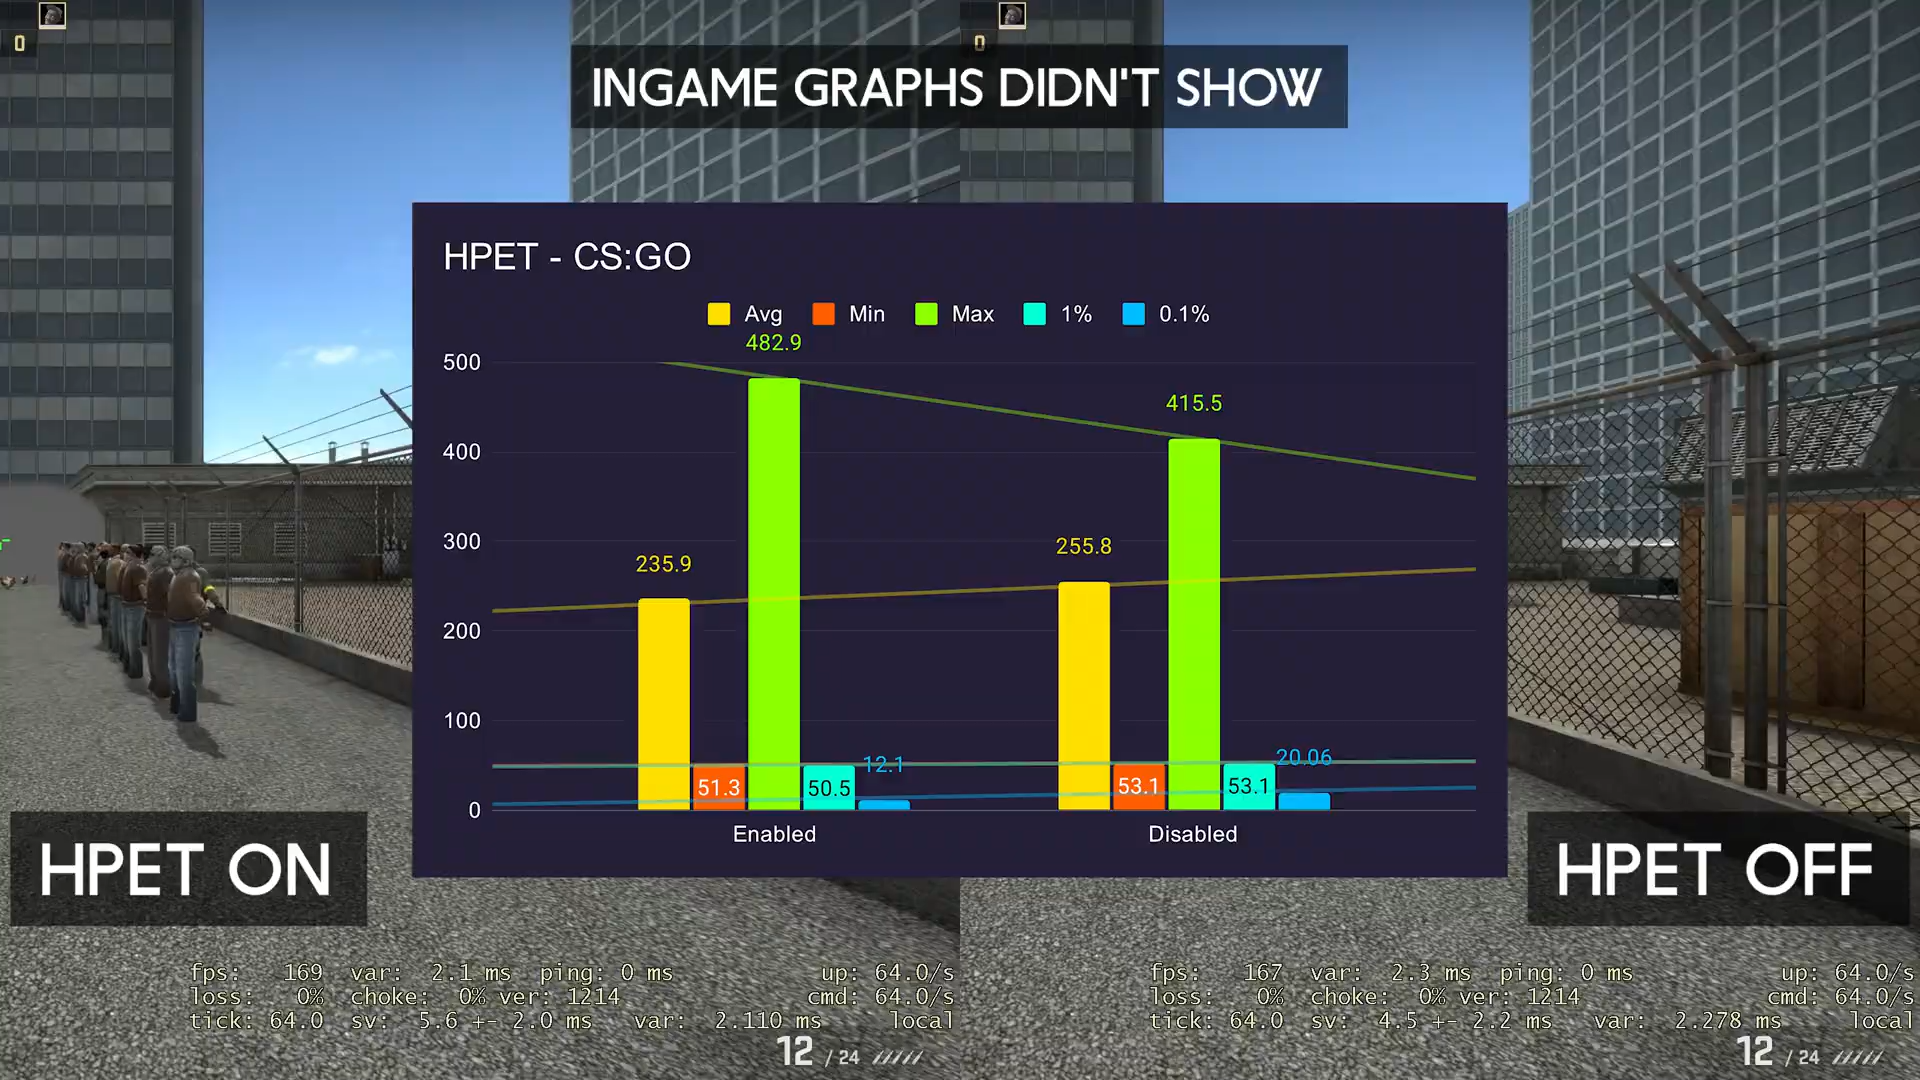 0
0
INGAME GRAPHS DIDN'T SHOW
HPET - CS:GO
Avg Min Max 1% 0.1%
482.9
500
415.5
400
300
235.9
255.8
200
100
12.1
20.06
51.3
50.5
53.1
53.1
0
Enabled
Disabled
HPET ON
HPET OFF
fps: 169 var: 2.1 ms ping: 0 ms up: 64.0/s
loss: 0% choke: 0% ver: 1214 cmd: 64.0/s
tick: 64.0 sv: 5.6 +- 2.0 ms var: 2.110 ms local
12 / 24
fps: 167 var: 2.3 ms ping: 0 ms up: 64.0/s
loss: 0% choke: 0% ver: 1214 cmd: 64.0/s
tick: 64.0 sv: 4.5 +- 2.2 ms var: 2.278 ms local
12 / 24